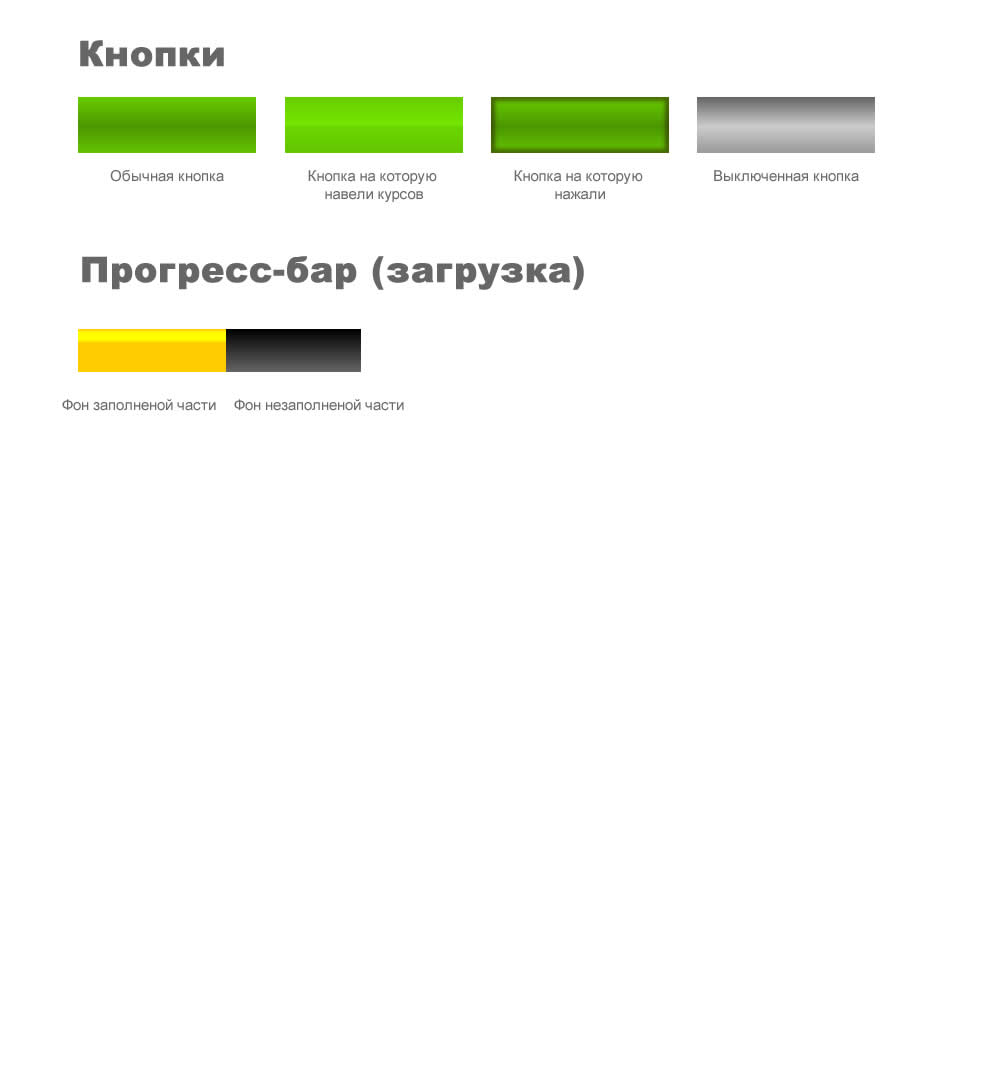 Кнопки
Обычная кнопка
Кнопка на которую
навели курсов
Кнопка на которую
нажали
Выключенная кнопка
Прогресс-бар (загрузка)
Фон заполненой части
Фон незаполненой части